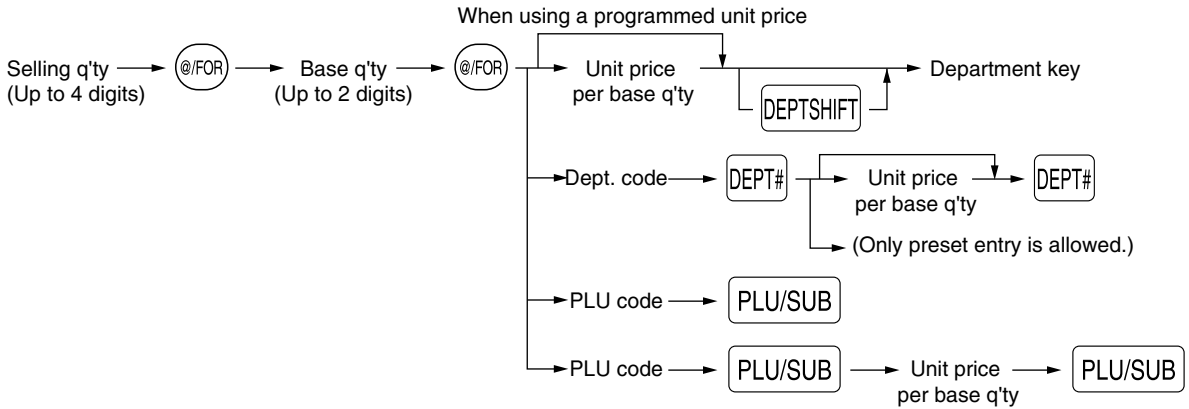 When using a programmed unit price
Selling q'ty
(Up to 4 digits)
@/FOR
Base q'ty
(Up to 2 digits)
@/FOR
Unit price
per base q'ty
DEPTSHIFT
Department key
Dept. code
DEPT#
Unit price
per base q'ty
DEPT#
(Only preset entry is allowed.)
PLU code
PLU/SUB
PLU code
PLU/SUB
Unit price
per base q'ty
PLU/SUB